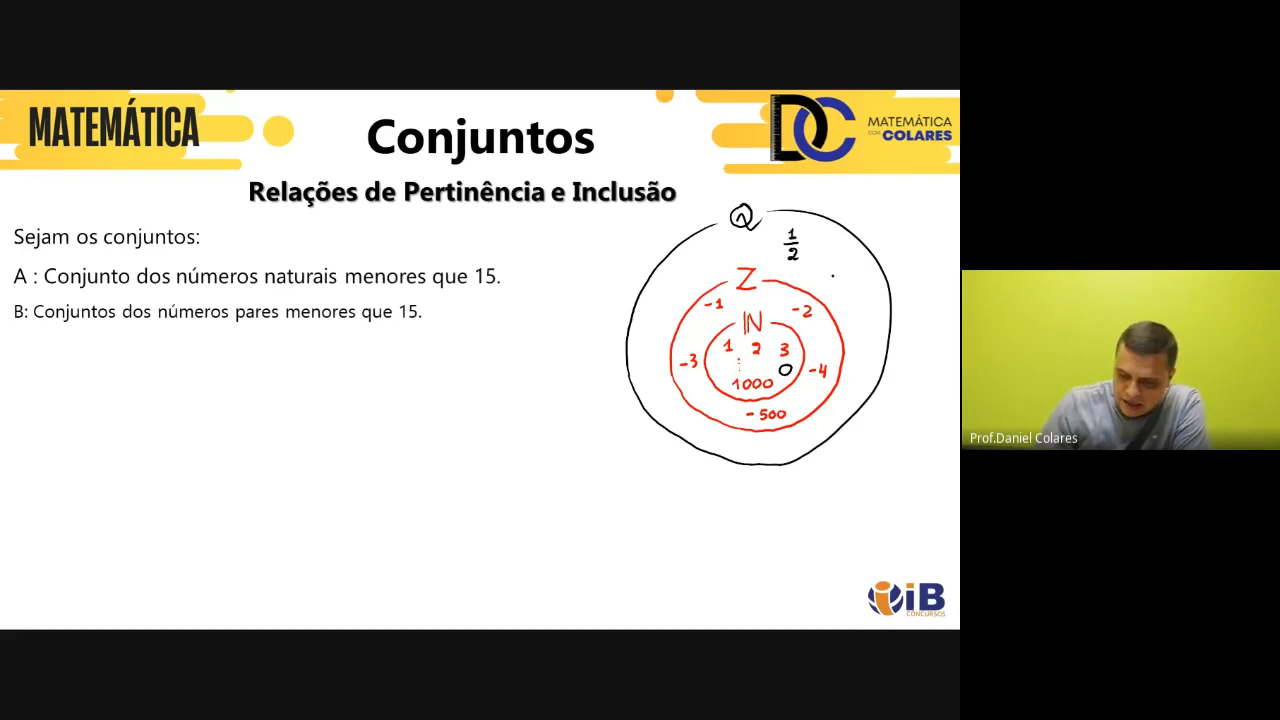 MATEMÁTICA
Conjuntos
DC
MATEMÁTICA
COM COLARES
Relações de Pertinência e Inclusão
Sejam os conjuntos:
A : Conjunto dos números naturais menores que 15.
B: Conjuntos dos números pares menores que 15.
Q
1
2
Z
-1
-2
IN
1 2 3
-3
0
-4
1000
-500
Prof.Daniel Colares
iB
CONCURSOS